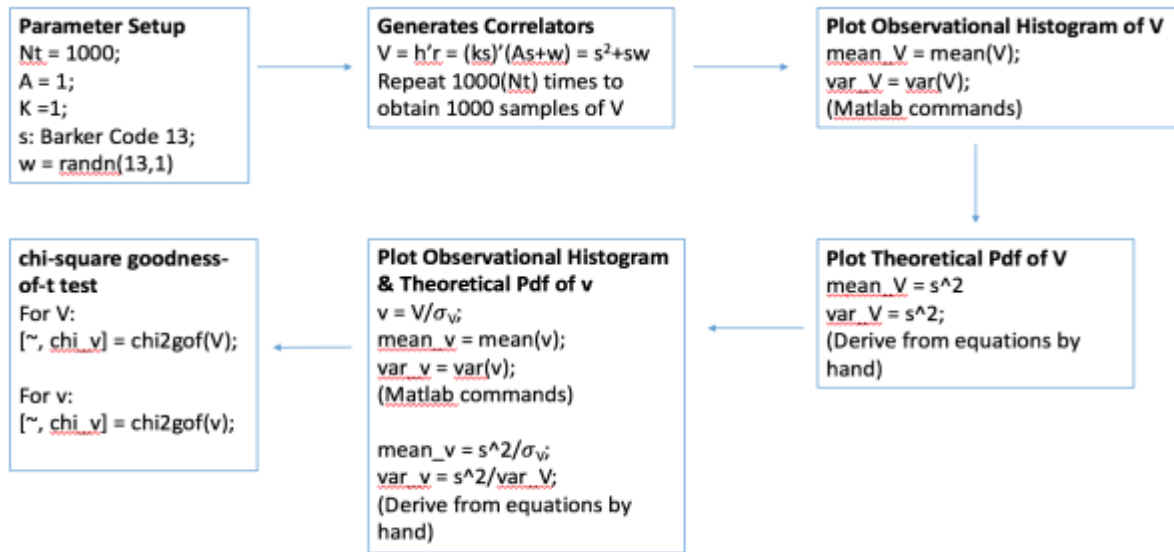 Parameter Setup
Nt = 1000;
A = 1;
K =1;
s: Barker Code 13;
w = randn(13,1)
Generates Correlators
V = h'r = (ks)'(As+w) = s²+sw
Repeat 1000(Nt) times to
obtain 1000 samples of V
Plot Observational Histogram of V
mean_V = mean(V);
var_V = var(V);
(Matlab commands)
Plot Theoretical Pdf of V
mean_V = s^2
var_V = s^2;
(Derive from equations by
hand)
Plot Observational Histogram
& Theoretical Pdf of v
v = V/σᵥ;
mean_v = mean(v);
var_v = var(v);
(Matlab commands)
mean_v = s^2/σᵥ;
var_v = s^2/var_V;
(Derive from equations by
hand)
chi-square goodness-
of-t test
For V:
[~, chi_v] = chi2gof(V);
For v:
[~, chi_v] = chi2gof(v);